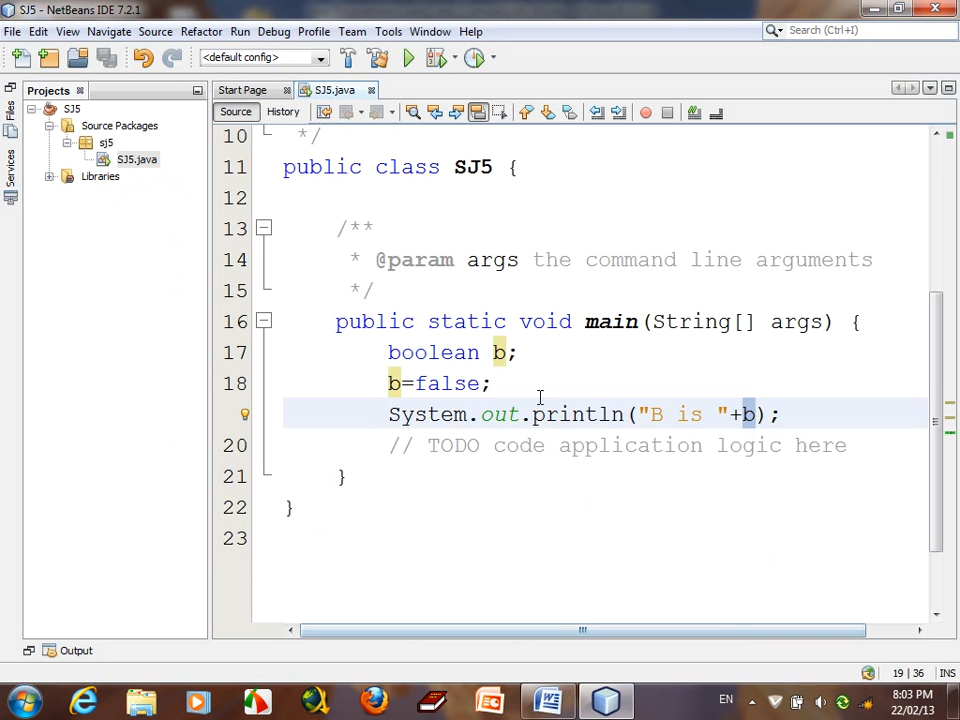 SJ5 - NetBeans IDE 7.2.1
File Edit View Navigate Source Refactor Run Debug Profile Team Tools Window Help
Search (Ctrl+I)
<default config>
Projects
Start Page
SJ5.java
Files
Services
SJ5
Source Packages
sj5
SJ5.java
Libraries
Source History
10 */
11 public class SJ5 {
12
13 /**
14 * @param args the command line arguments
15 */
16 public static void main(String[] args) {
17 boolean b;
18 b=false;
System.out.println("B is "+b);
20 // TODO code application logic here
21 }
22 }
23
Output
19 | 36 INS
EN
8:03 PM
22/02/13